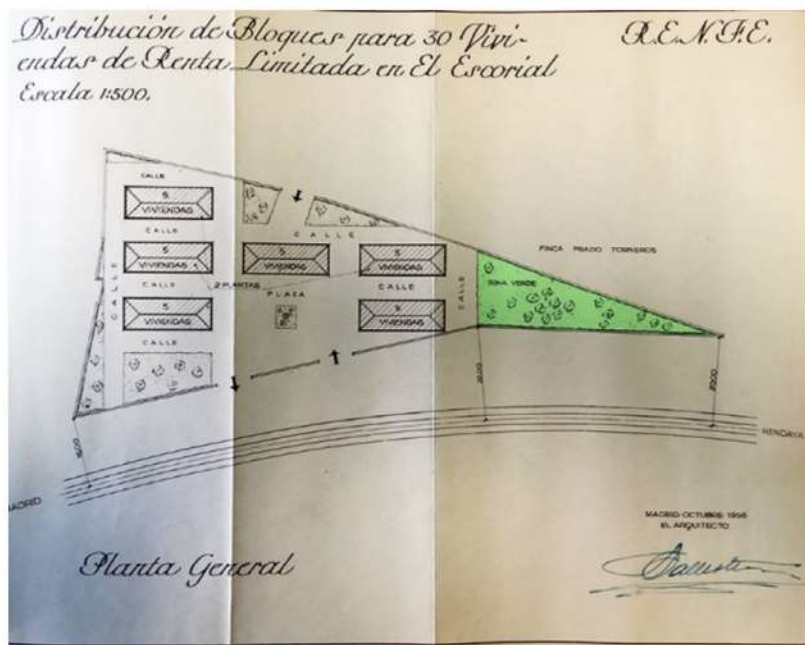 Distribución de Bloques para 30 Vivi-
endas de Renta Limitada en El Escorial
Escala 1:500.
R.E.N.F.E.
CALLE
5
VIVIENDAS
CALLE
CALLE
5
VIVIENDAS
5
VIVIENDAS
5
VIVIENDAS
FINCA PRADO TORNEROS
CALLE
CALLE
2 PLANTAS
PLAZA
CALLE
CALLE
ZONA VERDE
5
VIVIENDAS
5
VIVIENDAS
CALLE
2000
MADRID
HENDAYA
MADRID OCTUBRE 1956
EL ARQUITECTO
Planta General